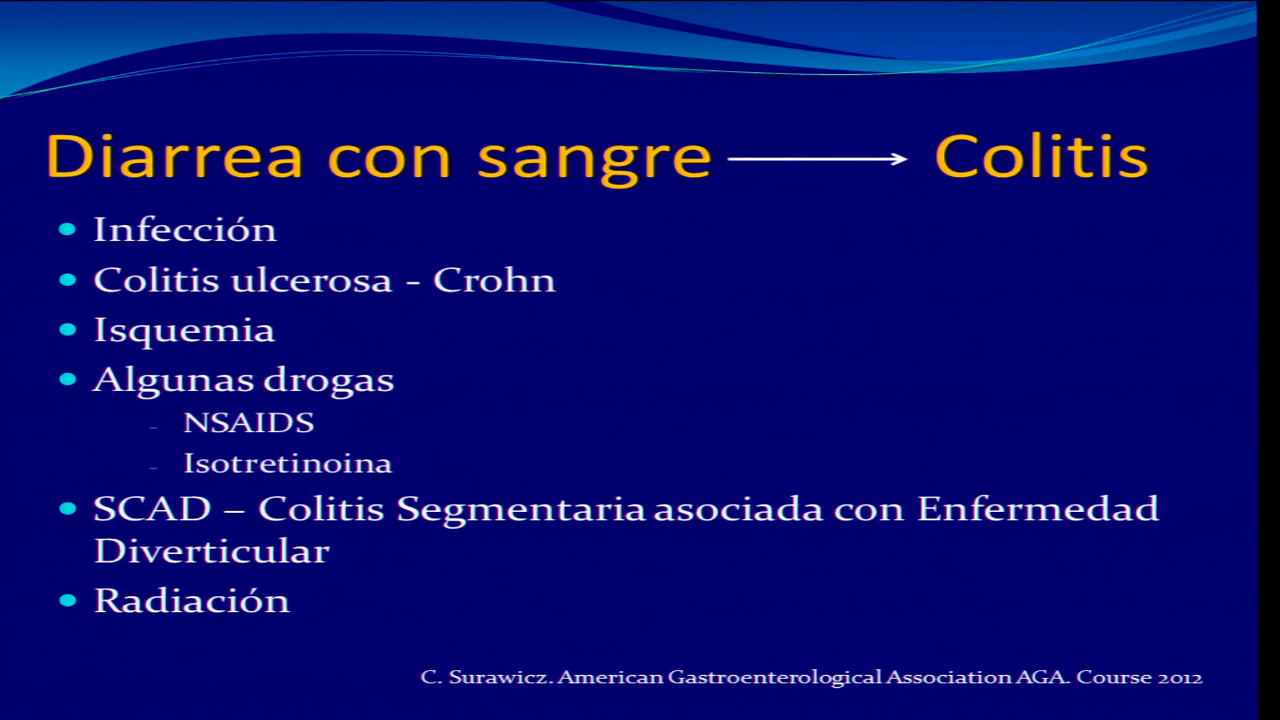 Diarrea con sangre → Colitis
• Infección
• Colitis ulcerosa - Crohn
• Isquemia
• Algunas drogas
- NSAIDS
- Isotretinoina
• SCAD – Colitis Segmentaria asociada con Enfermedad
Diverticular
• Radiación
C. Surawicz. American Gastroenterological Association AGA. Course 2012